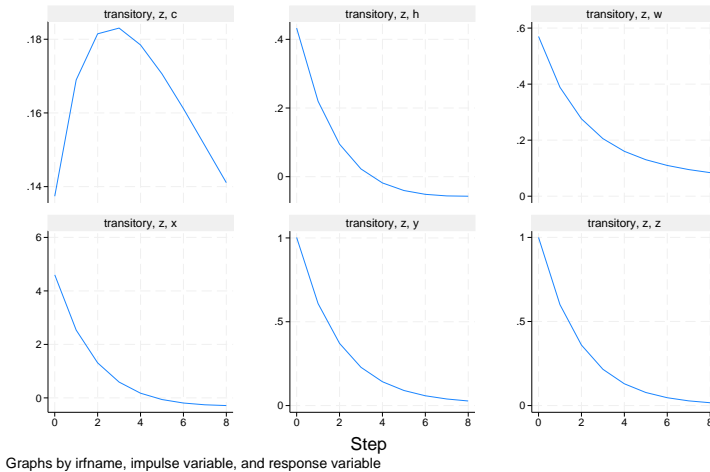 transitory, z, c
.18
.16
.14
transitory, z, h
.4
.2
0
transitory, z, w
.6
.4
.2
0
transitory, z, x
6
4
2
0
0 2 4 6 8
transitory, z, y
1
.5
0
0 2 4 6 8
transitory, z, z
1
.5
0
0 2 4 6 8
Step
Graphs by irfname, impulse variable, and response variable